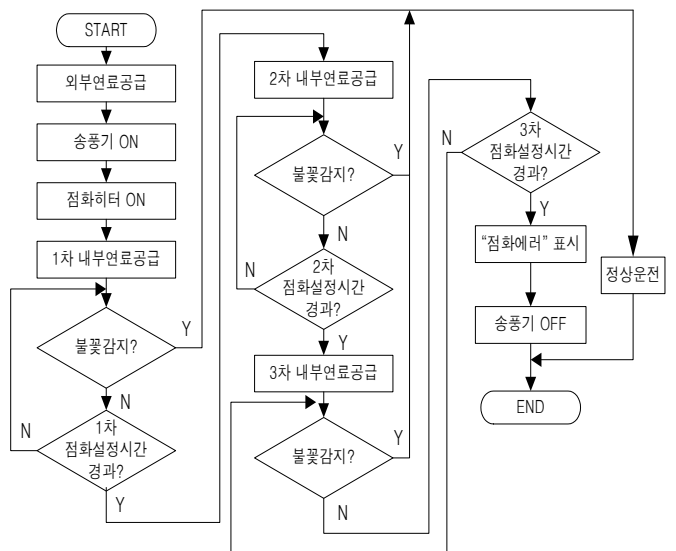 START
외부연료공급
송풍기 ON
점화히터 ON
1차 내부연료공급
불꽃감지?
Y
N
1차
점화설정시간
경과?
N
Y
2차 내부연료공급
불꽃감지?
Y
N
2차
점화설정시간
경과?
N
Y
3차 내부연료공급
불꽃감지?
Y
N
3차
점화설정시간
경과?
N
Y
“점화에러” 표시
송풍기 OFF
정상운전
END